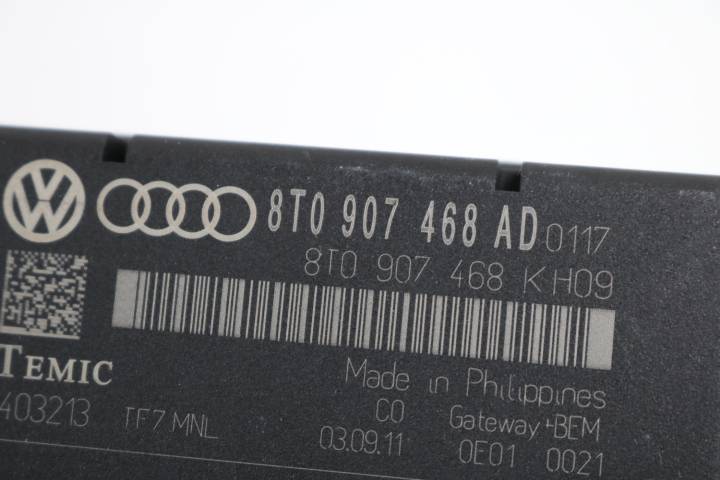 8T0 907 468 AD 0117
8T0 907 468 K H09
TEMIC
Made in Philippines
403213 TF7 MNL CO Gateway+BEM
03.09.11 0E01 0021